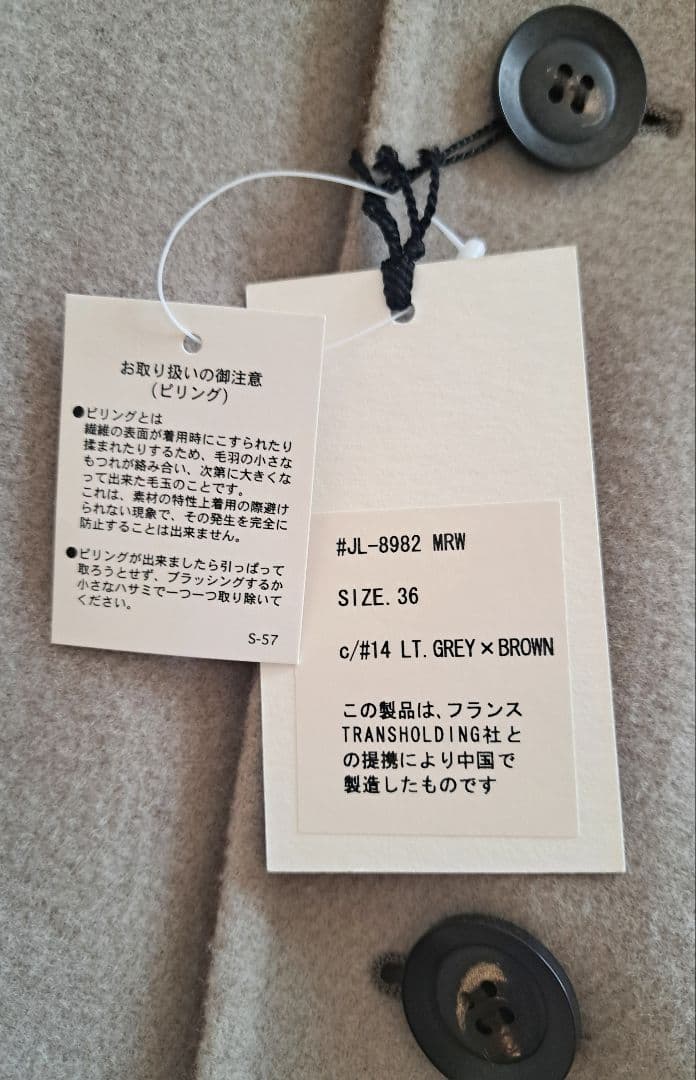 お取り扱いの御注意
(ピリング)
●ピリングとは
繊維の表面が着用時にこすられたり
揉まれたりするため、毛羽の小さな
もつれが絡み合い、次第に大きくな
って出来た毛玉のことです。
これは、素材の特性上着用の際避け
られない現象で、その発生を完全に
防止することは出来ません。
●ピリングが出来ましたら引っぱって
取ろうとせず、ブラッシングするか
小さなハサミで一つ一つ取り除いて
ください。
S-57
#JL-8982 MRW
SIZE. 36
c/#14 LT. GREY×BROWN
この製品は、フランス
TRANSHOLDING社と
の提携により中国で
製造したものです